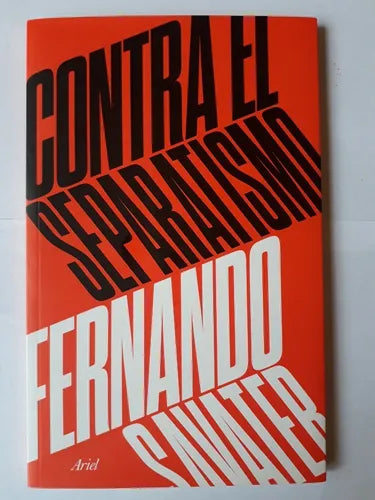 CONTRA EL
SEPARATISMO
FERNANDO
SAVATER
Ariel